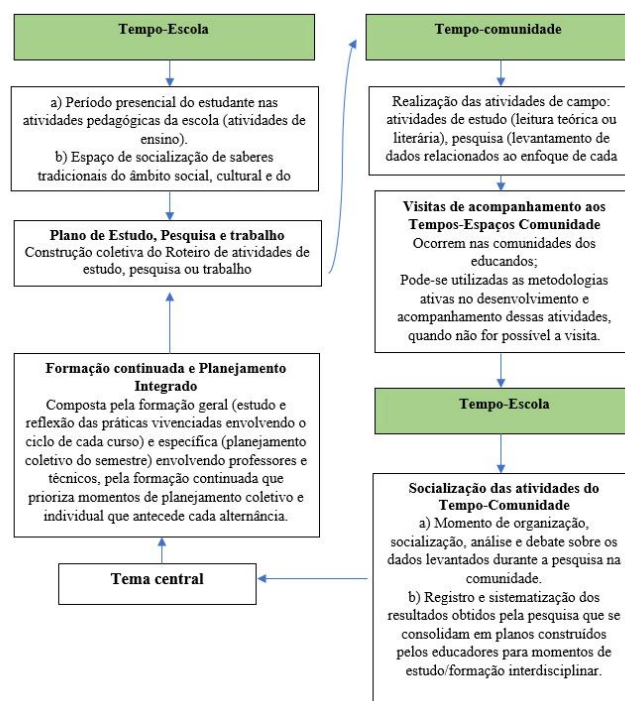 Tempo-Escola
a) Período presencial do estudante nas
atividades pedagógicas da escola (atividades de
ensino).
b) Espaço de socialização de saberes
tradicionais do âmbito social, cultural e do
Plano de Estudo, Pesquisa e trabalho
Construção coletiva do Roteiro de atividades de
estudo, pesquisa ou trabalho
Formação continuada e Planejamento
Integrado
Composta pela formação geral (estudo e
reflexão das práticas vivenciadas envolvendo o
ciclo de cada curso) e específica (planejamento
coletivo do semestre) envolvendo professores e
técnicos, pela formação continuada que
prioriza momentos de planejamento coletivo e
individual que antecede cada alternância.
Tema central
Tempo-comunidade
Realização das atividades de campo:
atividades de estudo (leitura teórica ou
literária), pesquisa (levantamento de
dados relacionados ao enfoque de cada
Visitas de acompanhamento aos
Tempos-Espaços Comunidade
Ocorrem nas comunidades dos
educandos;
Pode-se utilizadas as metodologias
ativas no desenvolvimento e
acompanhamento dessas atividades,
quando não for possível a visita.
Tempo-Escola
Socialização das atividades do
Tempo-Comunidade
a) Momento de organização,
socialização, análise e debate sobre os
dados levantados durante a pesquisa na
comunidade.
b) Registro e sistematização dos
resultados obtidos pela pesquisa que se
consolidam em planos construídos
pelos educadores para momentos de
estudo/formação interdisciplinar.